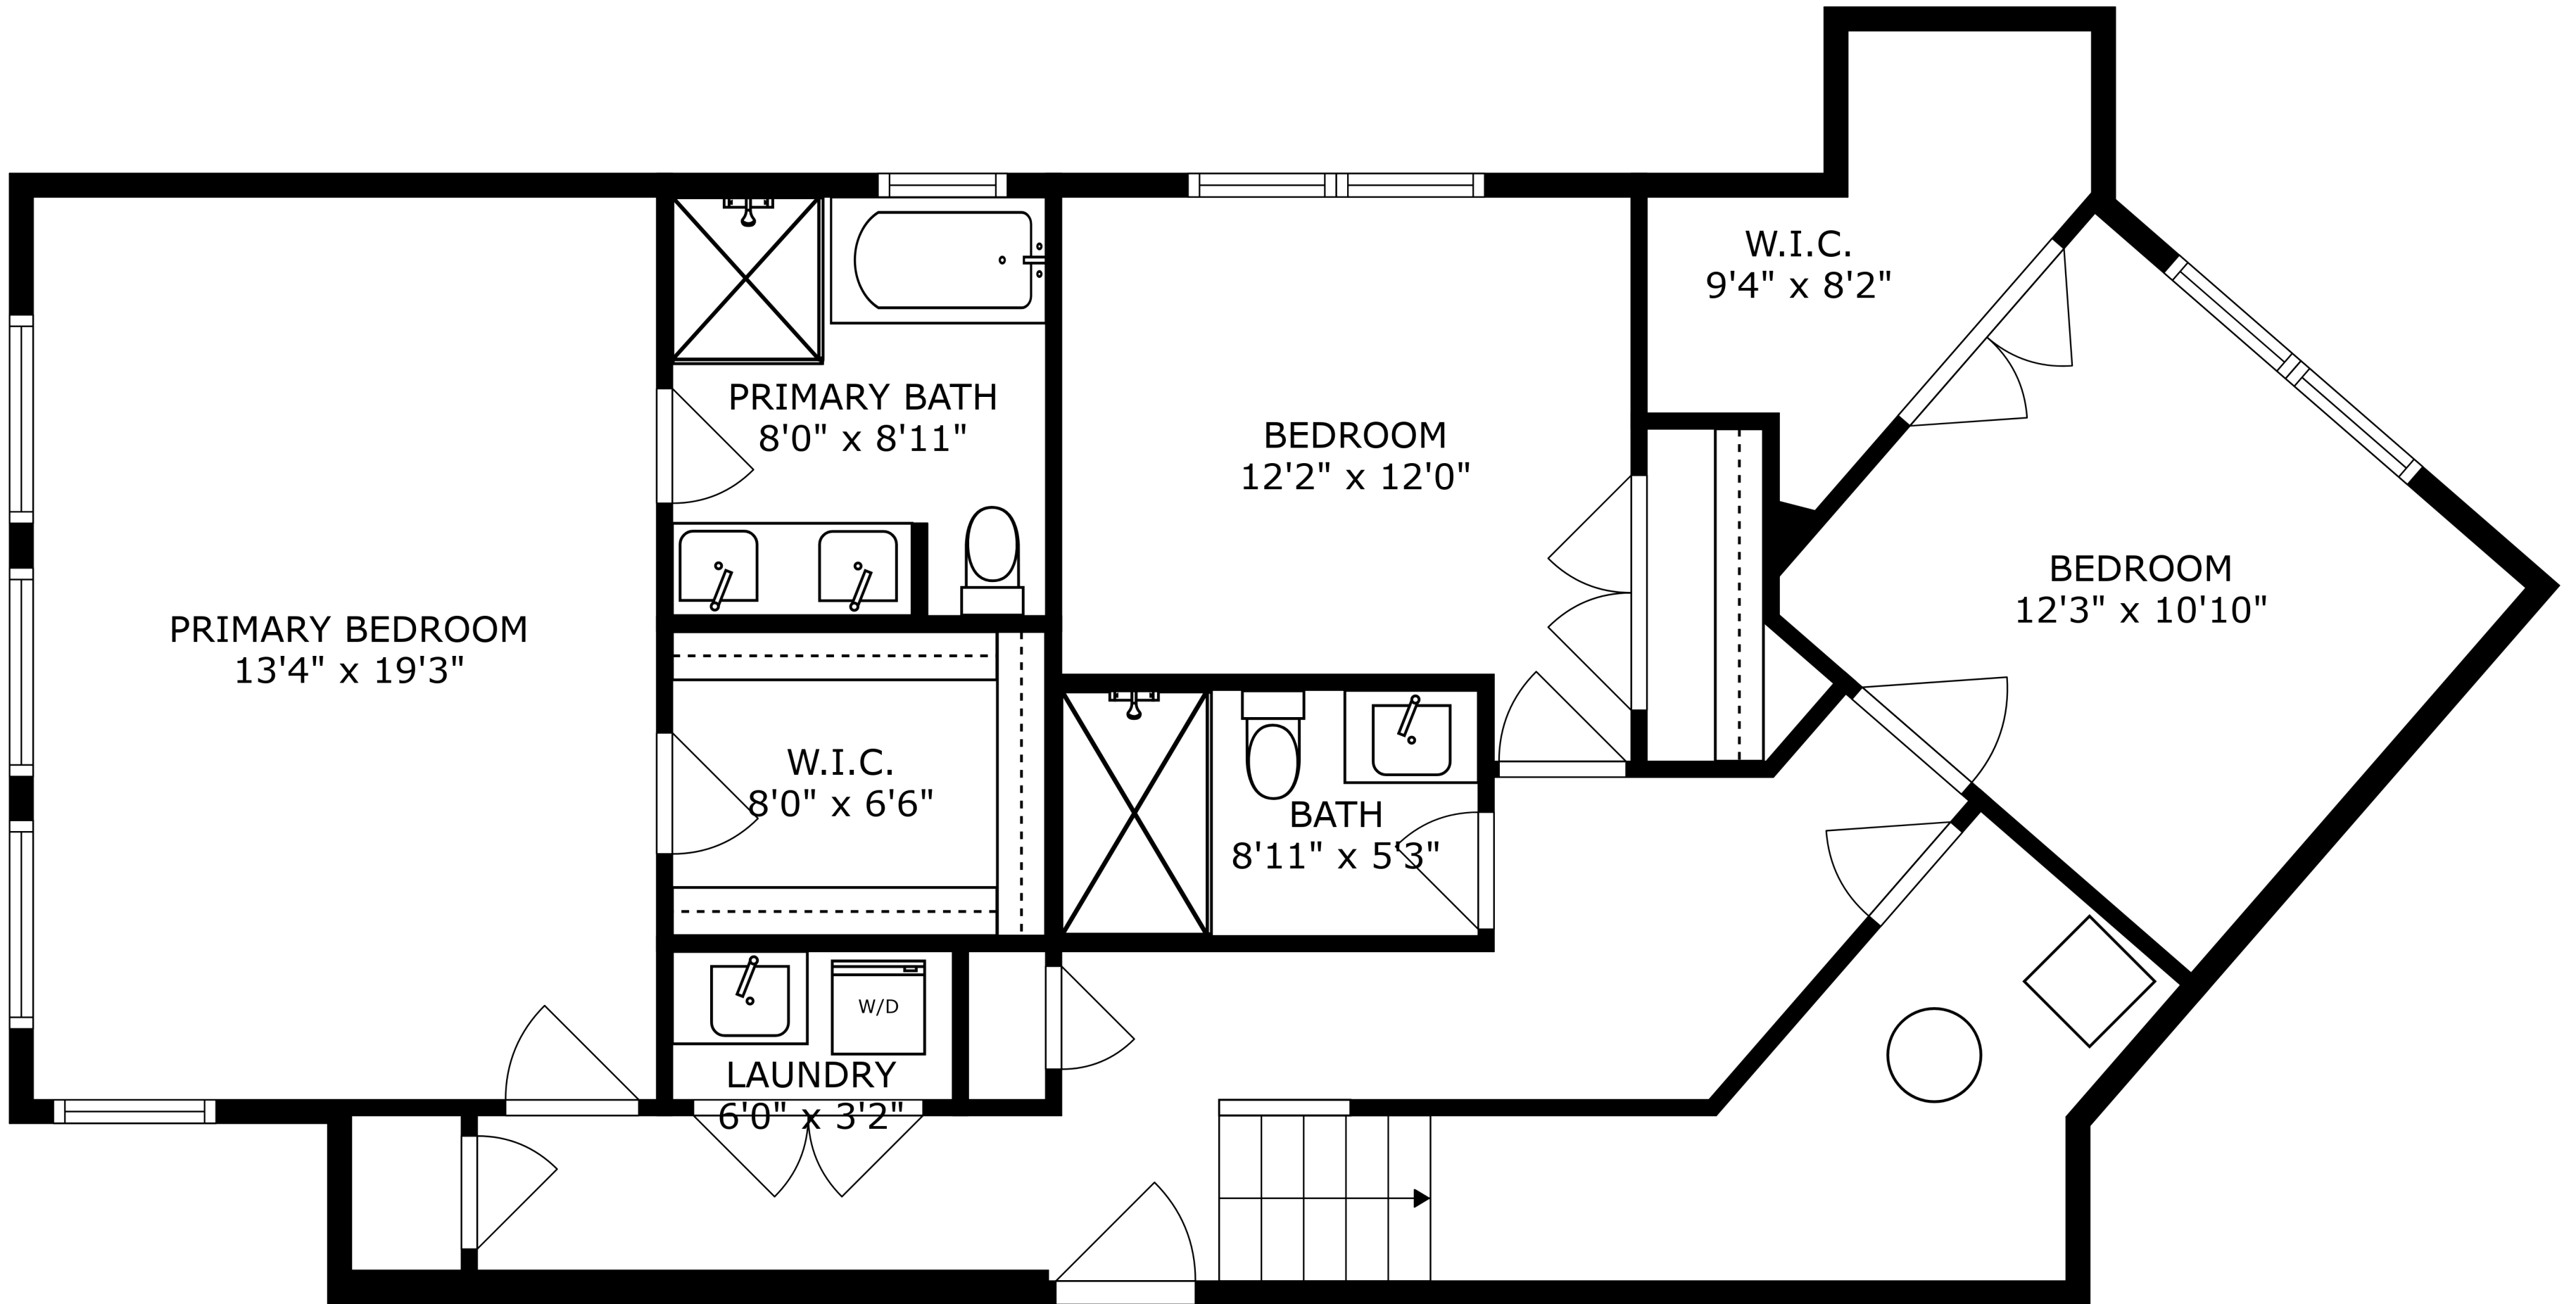 W.I.C.
9'4" x 8'2"
PRIMARY BATH
8'0" x 8'11"
BEDROOM
12'2" x 12'0"
BEDROOM
12'3" x 10'10"
PRIMARY BEDROOM
13'4" x 19'3"
W.I.C.
8'0" x 6'6"
BATH
8'11" x 5'3"
W/D
LAUNDRY
6'0" x 3'2"